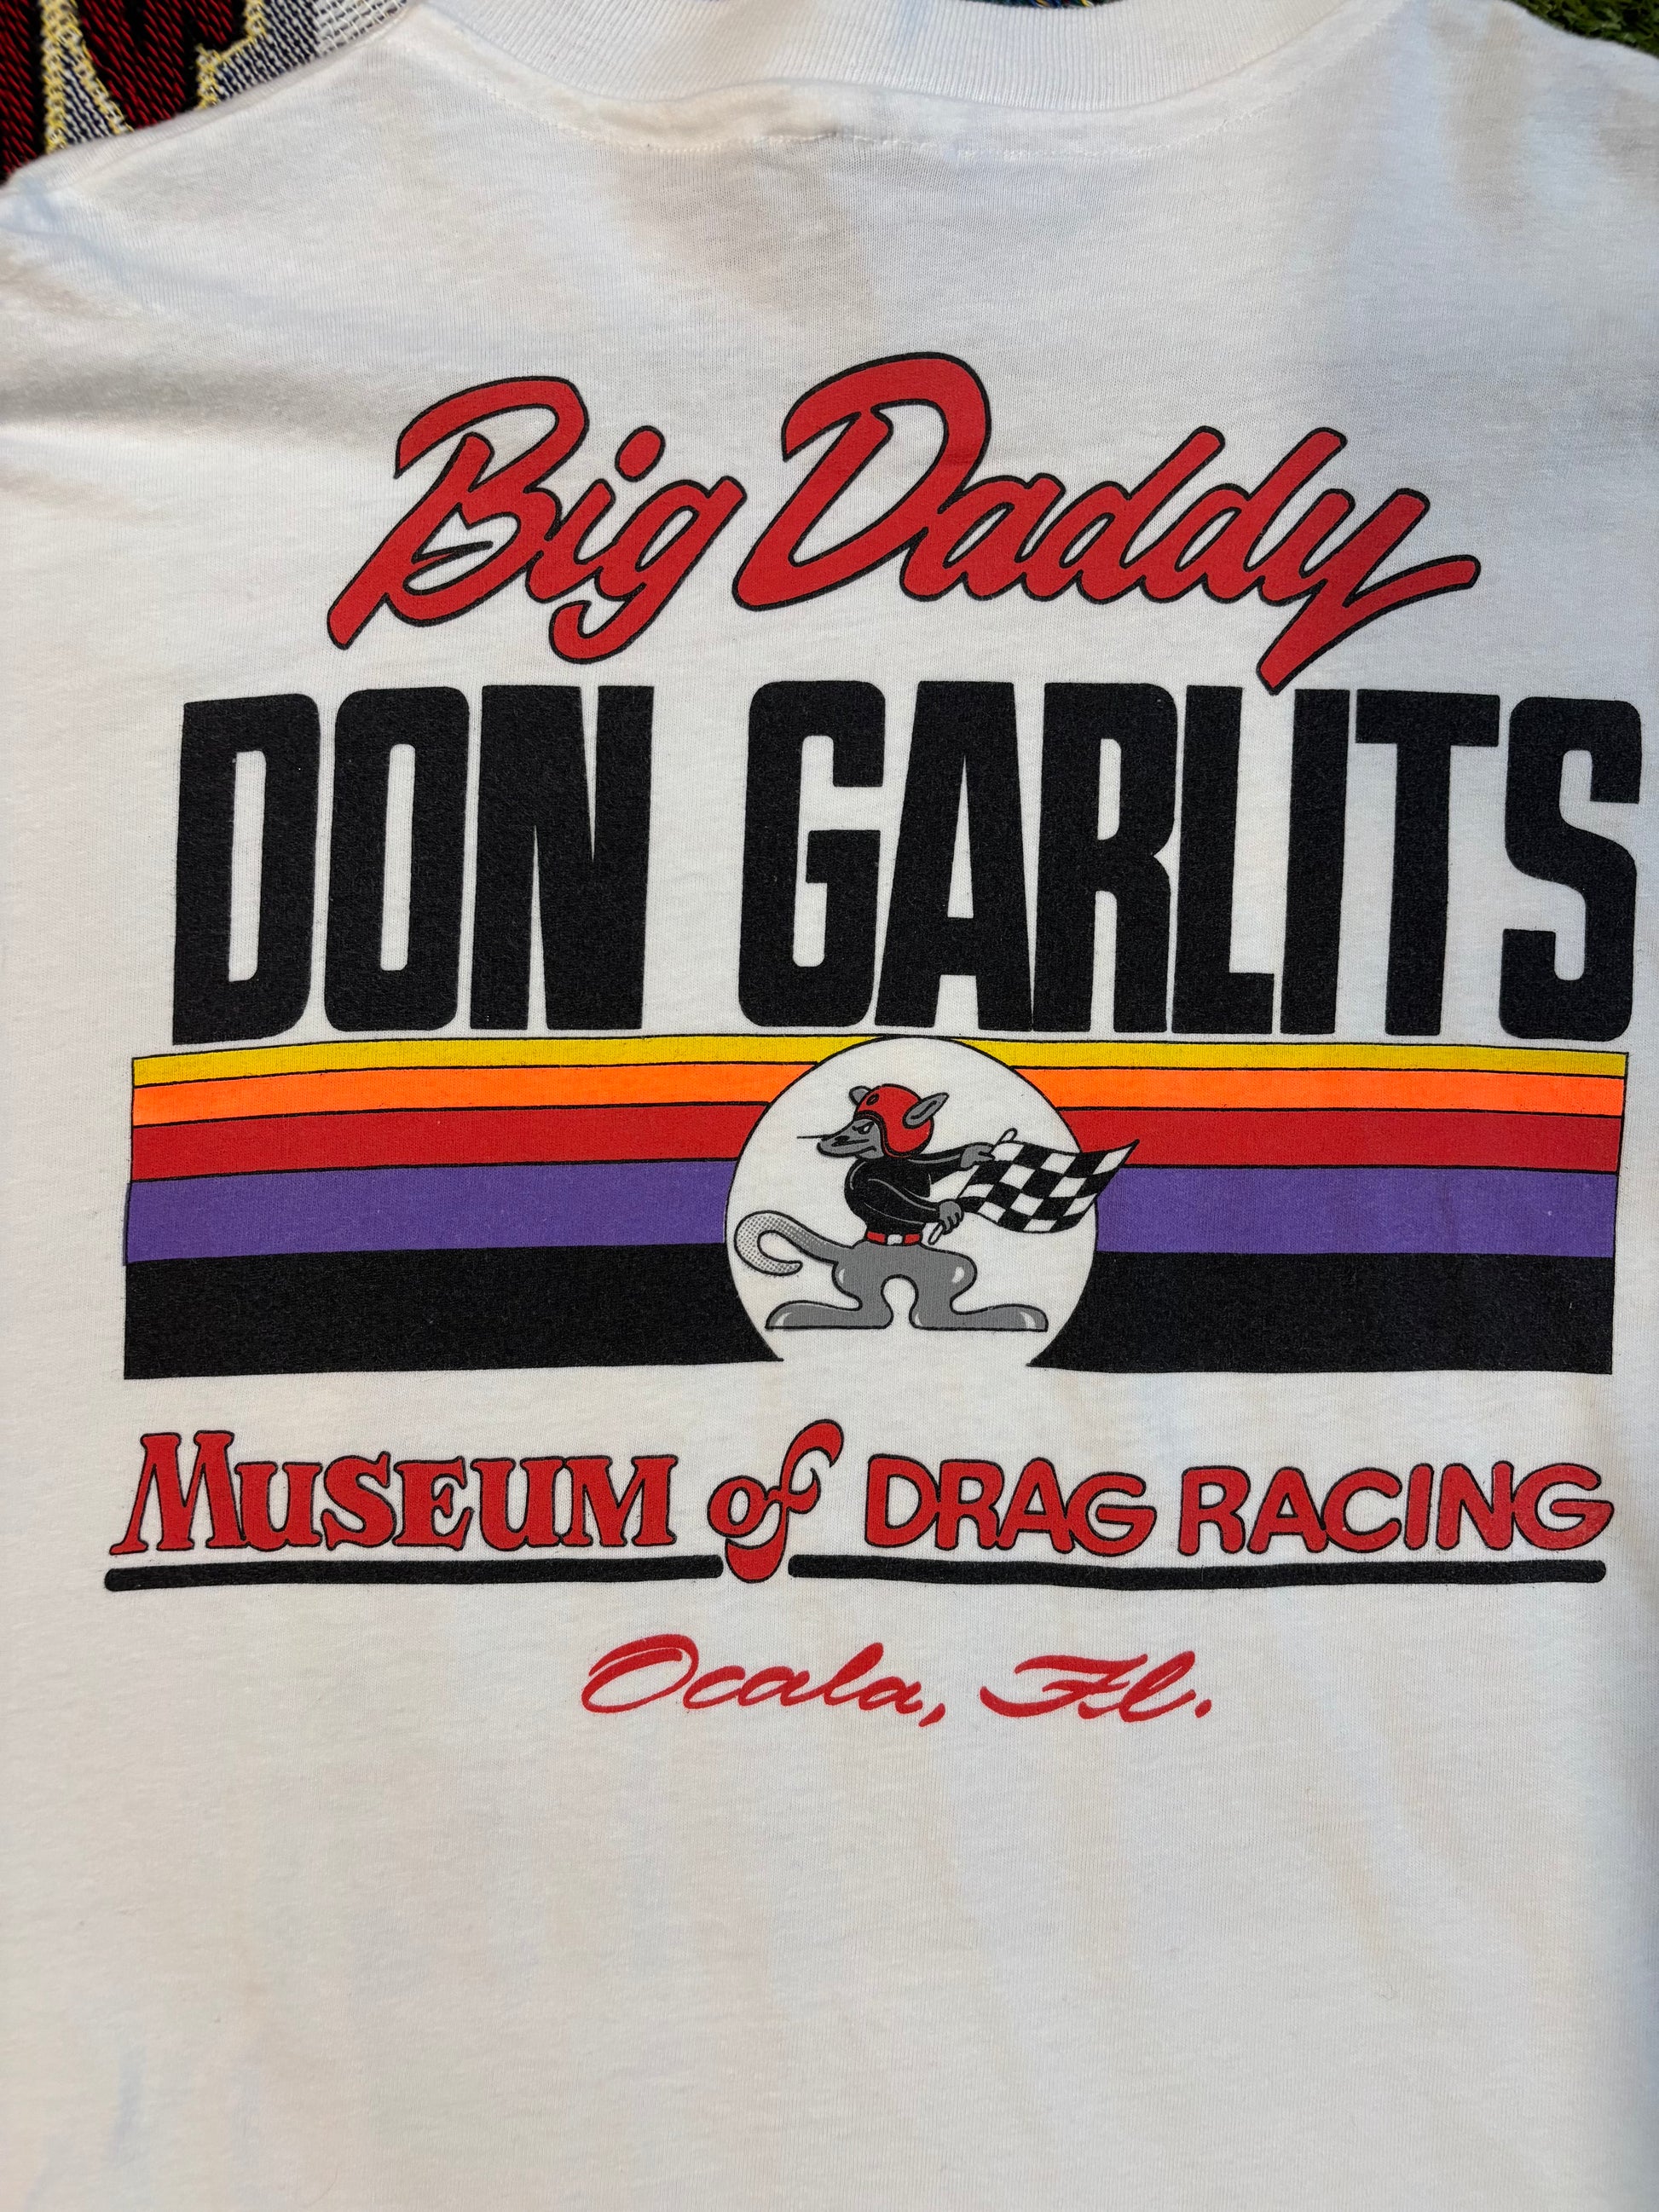 Big Daddy
DON GARLITS
MUSEUM of DRAG RACING
Ocala, Fl.